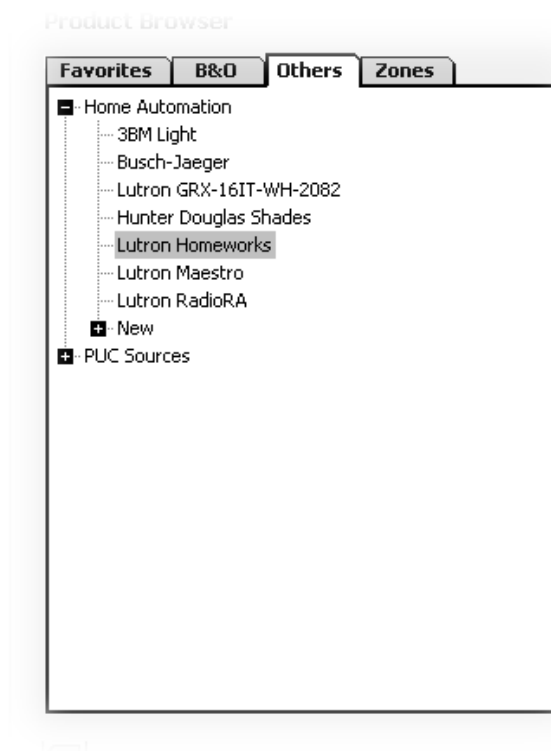 Product Browser
Favorites B&O Others Zones
Home Automation
3BM Light
Busch-Jaeger
Lutron GRX-16IT-WH-2082
Hunter Douglas Shades
Lutron Homeworks
Lutron Maestro
Lutron RadioRA
New
PUC Sources